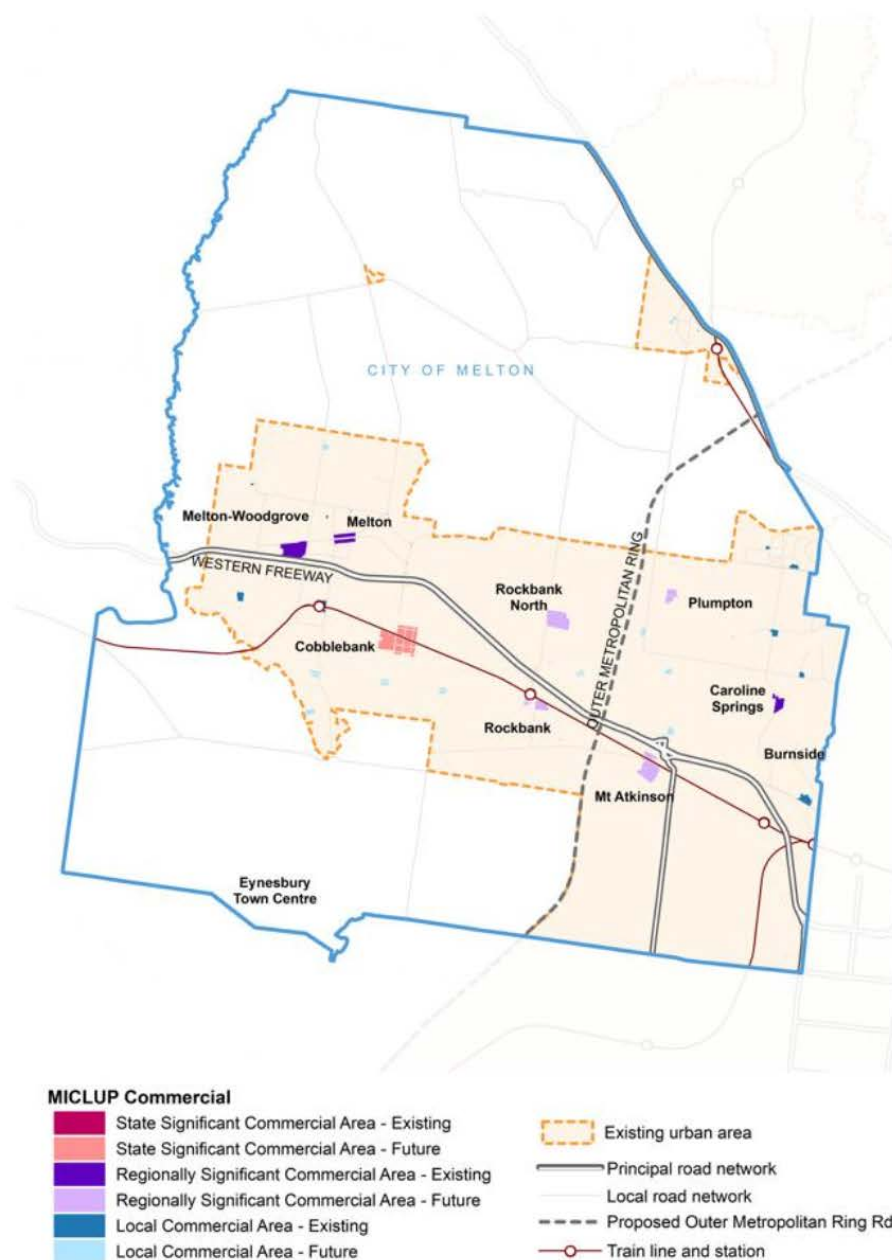 CITY OF MELTON
Melton-Woodgrove
Melton
WESTERN FREEWAY
Rockbank
North
OUTER METROPOLITAN RING
Plumpton
Cobblebank
Caroline
Springs
Rockbank
Burnside
Mt Atkinson
Eynesbury
Town Centre
MICLUP Commercial
State Significant Commercial Area - Existing
State Significant Commercial Area - Future
Regionally Significant Commercial Area - Existing
Regionally Significant Commercial Area - Future
Local Commercial Area - Existing
Local Commercial Area - Future
Existing urban area
Principal road network
Local road network
Proposed Outer Metropolitan Ring Rd
Train line and station